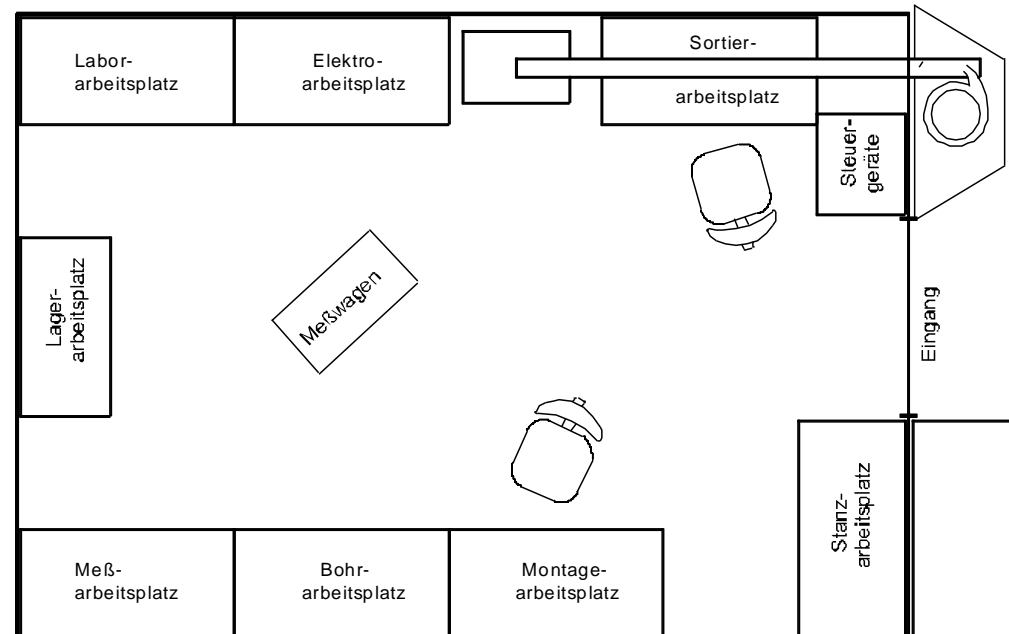 Labor-
arbeitsplatz
Elektro-
arbeitsplatz
Sortier-
arbeitsplatz
Steuer-
geräte
Lager-
arbeitsplatz
Meßwagen
Eingang
Stanz-
arbeitsplatz
Meß-
arbeitsplatz
Bohr-
arbeitsplatz
Montage-
arbeitsplatz